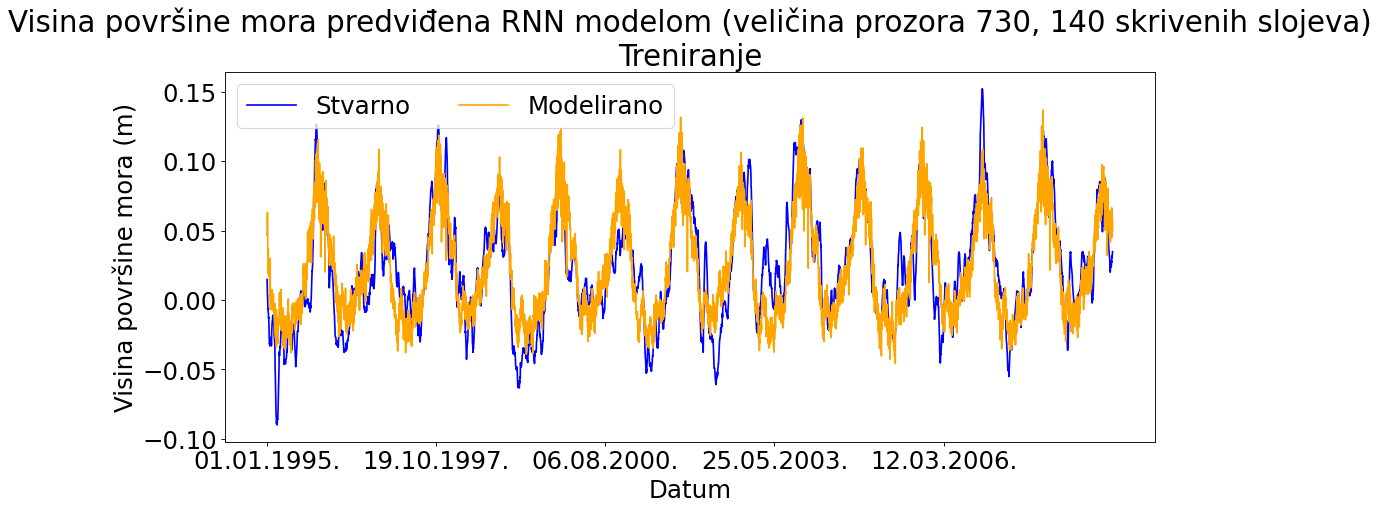 Visina površine mora predviđena RNN modelom (veličina prozora 730, 140 skrivenih slojeva)
Treniranje
Stvarno Modelirano
Visina površine mora (m)
0.15
0.10
0.05
0.00
−0.05
−0.10
01.01.1995. 19.10.1997. 06.08.2000. 25.05.2003. 12.03.2006.
Datum